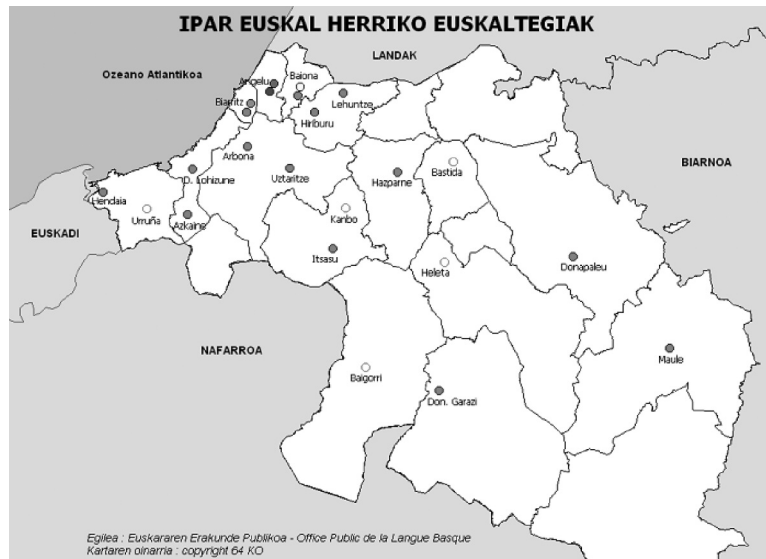 IPAR EUSKAL HERRIKO EUSKALTEGIAK
LANDAK
Ozeano Atlantikoa
Angelu
Baiona
Biarritz
Lehuntze
Hiriburu
Arbona
D. Lohizune
Uztaritze
Hazparne
Bastida
BIARNOA
Hendaia
Urruña
Azkaine
Kanbo
EUSKADI
Itsasu
Heleta
Donapaleu
NAFARROA
Maule
Baigorri
Don. Garazi
Egilea : Euskararen Erakunde Publikoa - Office Public de la Langue Basque
Kartaren oinarria : copyright 64 KO